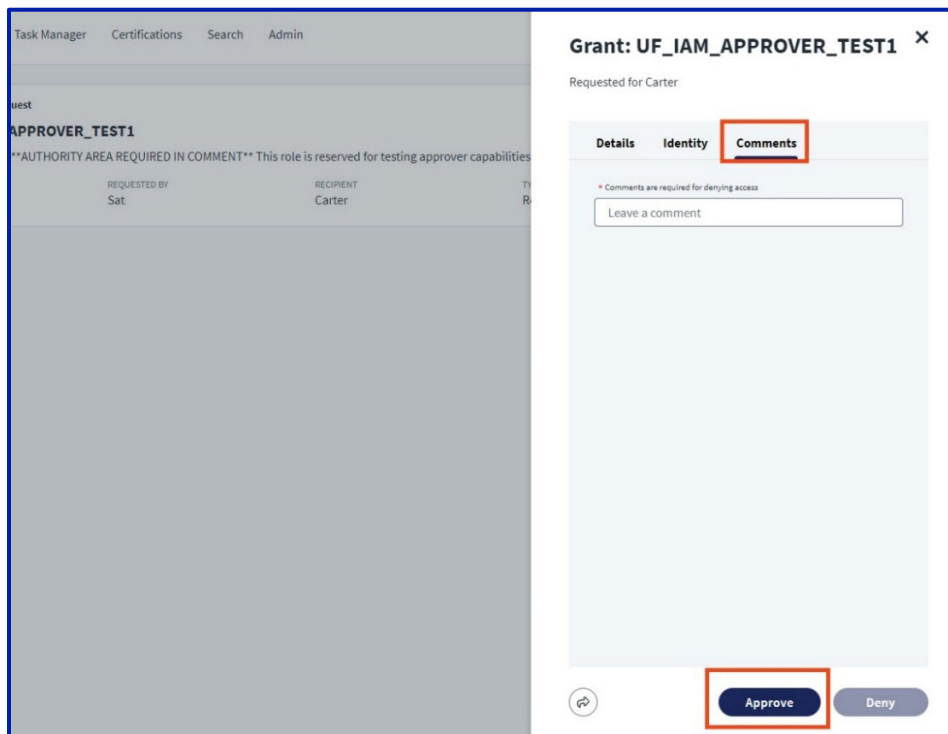 Task Manager Certifications Search Admin
uest
APPROVER_TEST1
**AUTHORITY AREA REQUIRED IN COMMENT** This role is reserved for testing approver capabilities
REQUESTED BY RECIPIENT TY
Sat Carter R
Grant: UF_IAM_APPROVER_TEST1
Requested for Carter
Details Identity Comments
* Comments are required for denying access
Leave a comment
Approve Deny